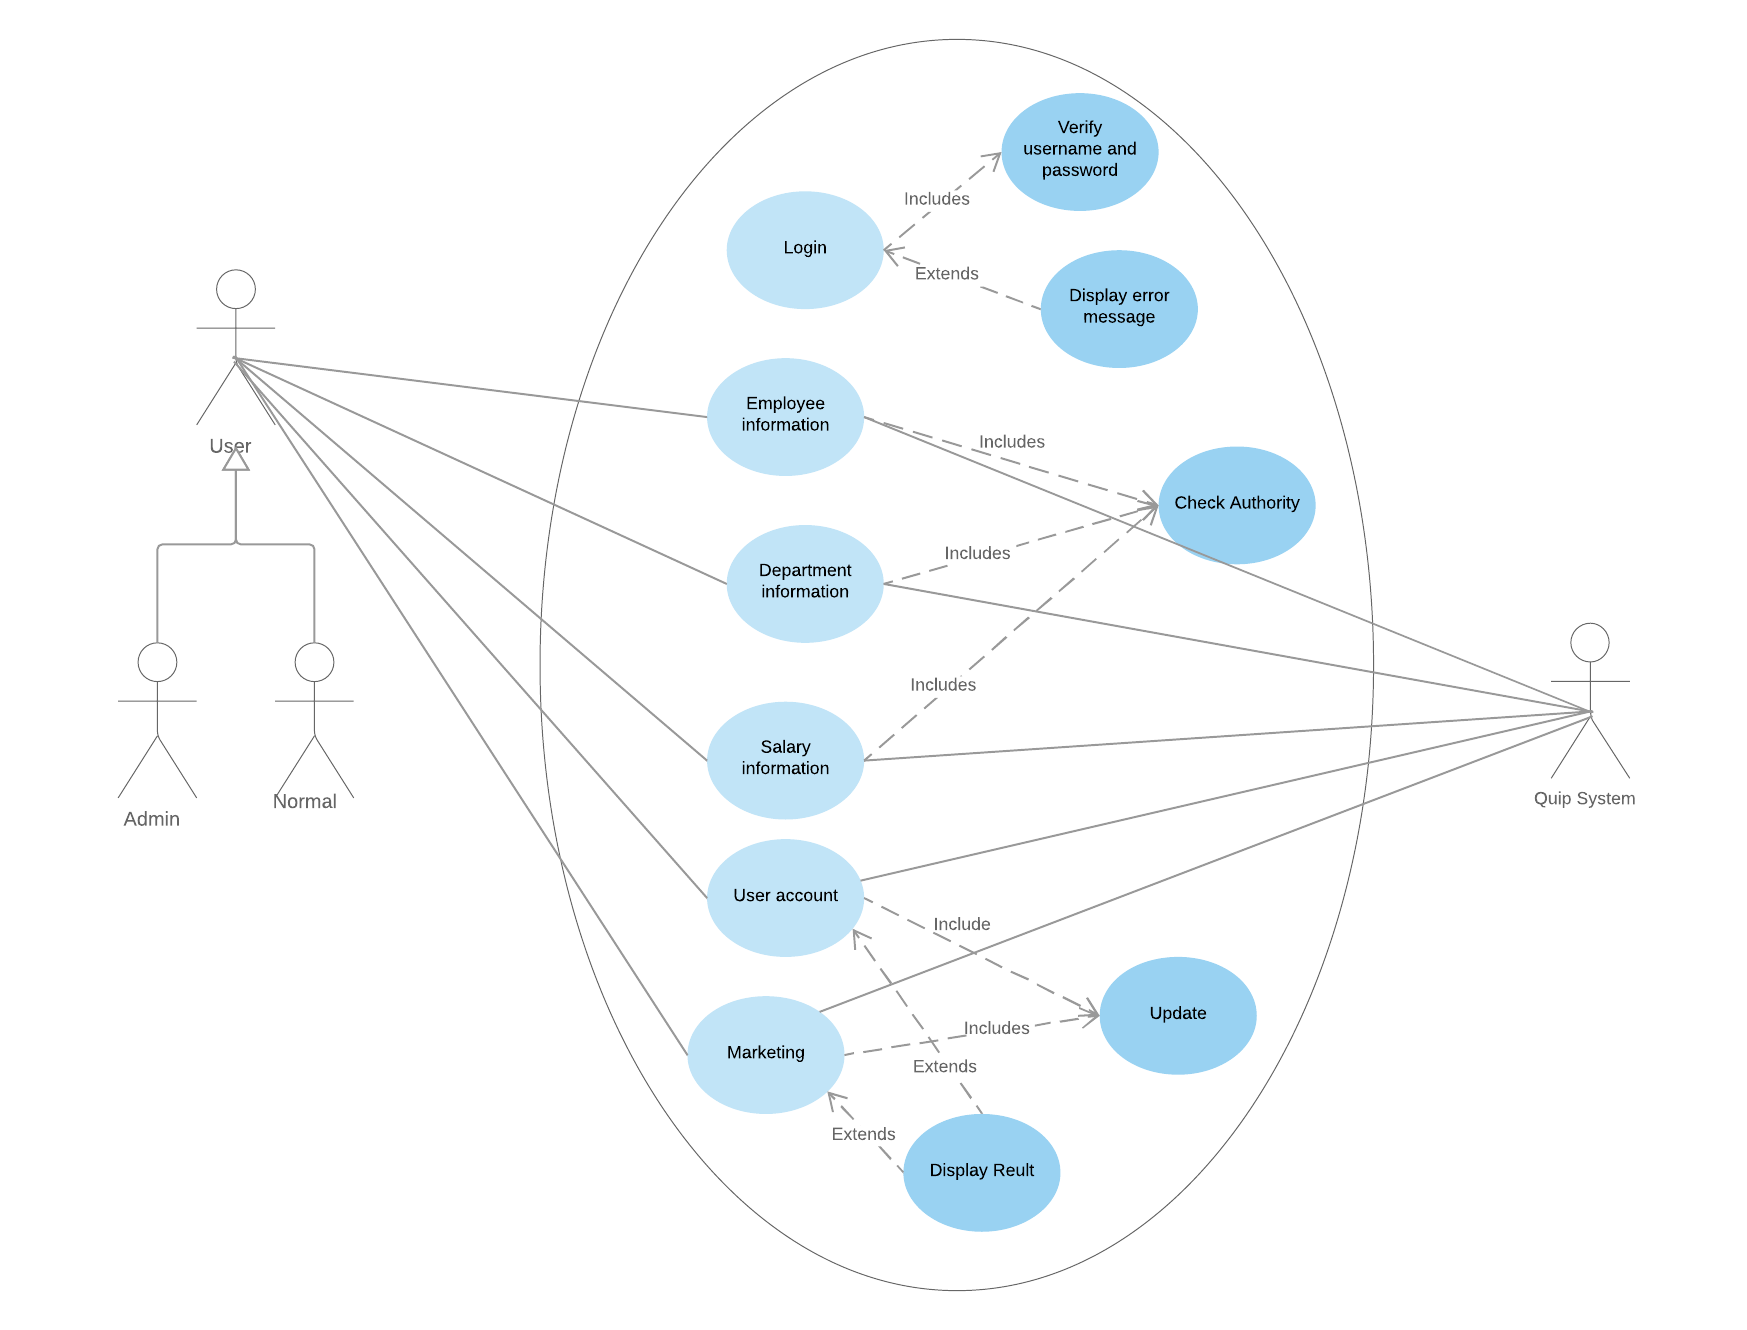 Verify
username and
password
Includes
Login
Extends
Display error
message
Employee
information
User
Includes
Check Authority
Department
information
Includes
Includes
Salary
information
Admin
Normal
Quip System
User account
Include
Update
Includes
Marketing
Extends
Extends
Display Reult